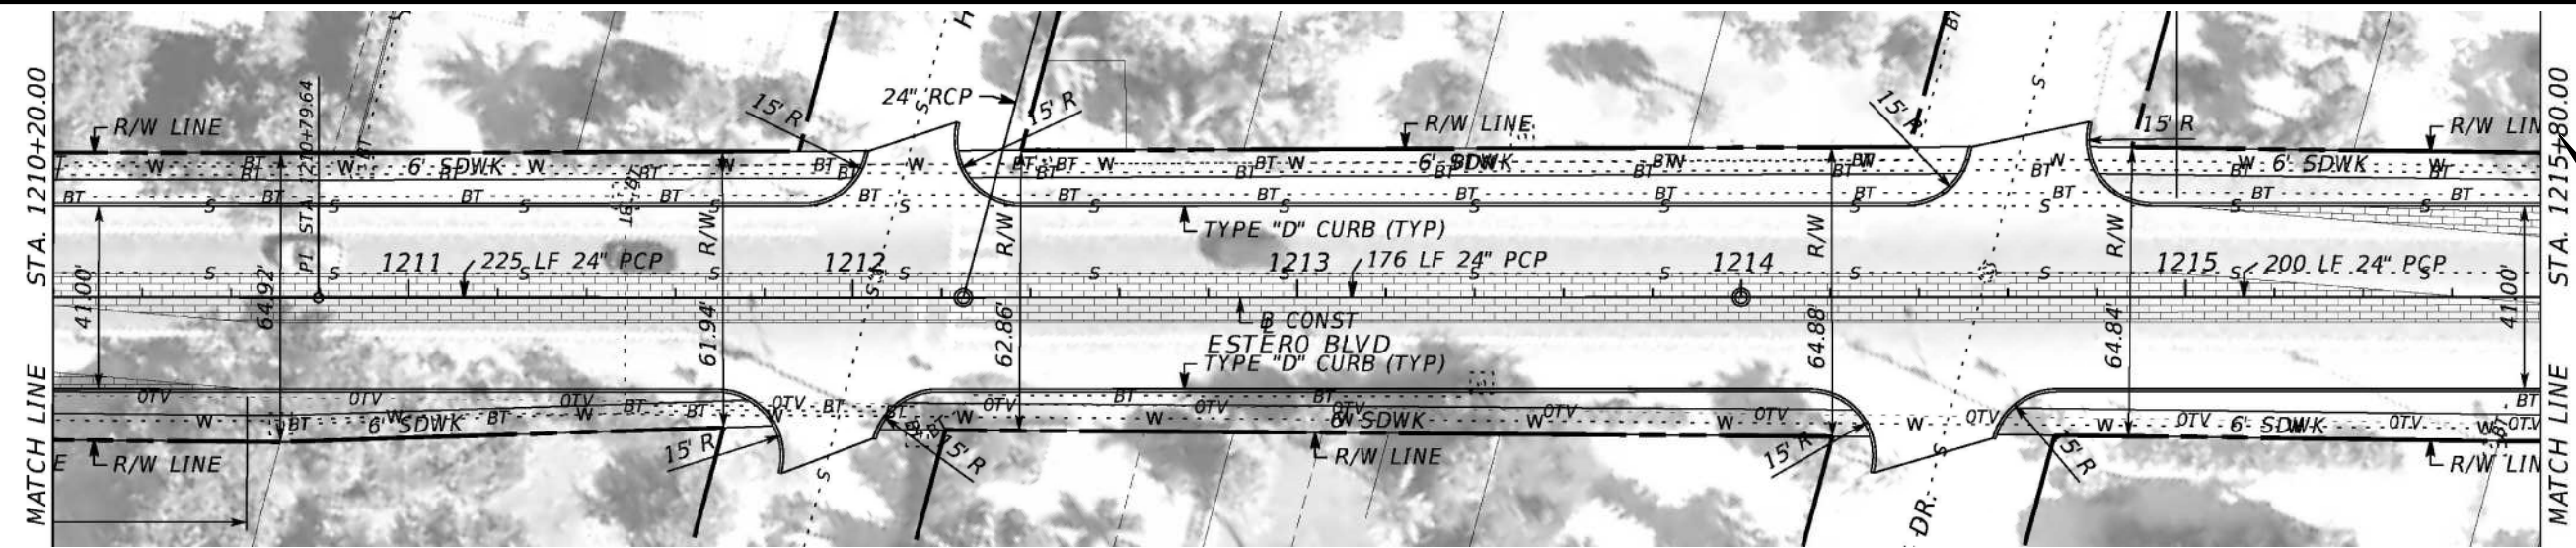 MATCH LINE STA. 1210+20.00
R/W LINE
PI STA. 1210+79.64
15' R
24" RCP
15' R
R/W LINE
15' R
15' R
R/W LIN
6' SDWK
6' SDWK
6' SDWK
TYPE "D" CURB (TYP)
41.00'
64.92'
1211
225 LF 24" PCP
R/W
61.94'
1212
R/W
62.86'
1213
176 LF 24" PCP
1214
R/W
64.88'
R/W
64.84'
1215
200 LF 24" PCP
41.00'
B CONST
ESTERO BLVD
TYPE "D" CURB (TYP)
6' SDWK
SDWK
6' SDWK
R/W LINE
15' R
15' R
R/W LINE
15' R
15' R
R/W LIN
DR.
MATCH LINE STA. 1215+80.00